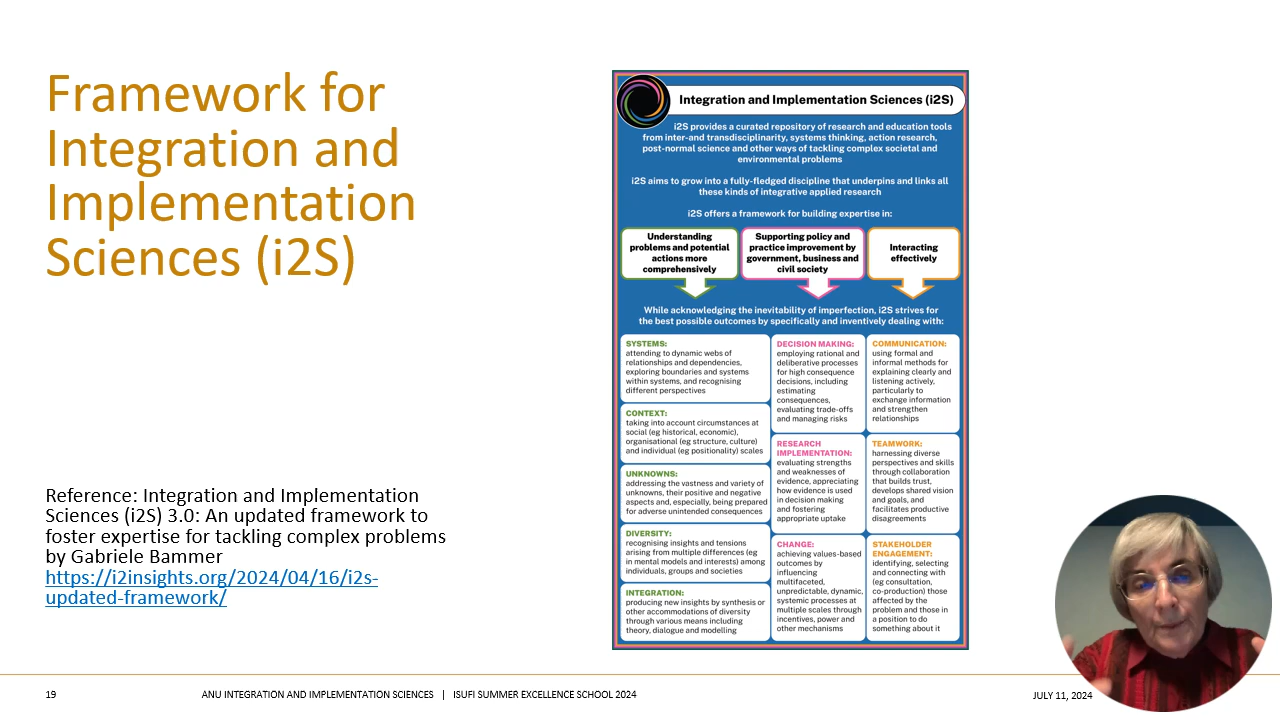 Framework for
Integration and
Implementation
Sciences (i2S)
Reference: Integration and Implementation
Sciences (i2S) 3.0: An updated framework to
foster expertise for tackling complex problems
by Gabriele Bammer
https://i2insights.org/2024/04/16/i2s-
updated-framework/
Integration and Implementation Sciences (i2S)
i2S provides a curated repository of research and education tools
from inter-and transdisciplinarity, systems thinking, action research,
post-normal science and other ways of tackling complex societal and
environmental problems
i2S aims to grow into a fully-fledged discipline that underpins and links all
these kinds of integrative applied research
i2S offers a framework for building expertise in:
Understanding
problems and potential
actions more
comprehensively
Supporting policy and
practice improvement by
government, business and
civil society
Interacting
effectively
While acknowledging the inevitability of imperfection, i2S strives for
the best possible outcomes by specifically and inventively dealing with:
SYSTEMS:
attending to dynamic webs of
relationships and dependencies,
exploring boundaries and systems
within systems, and recognising
different perspectives
CONTEXT:
taking into account circumstances at
social (eg historical, economic),
organisational (eg structure, culture)
and individual (eg positionality) scales
UNKNOWNS:
addressing the vastness and variety of
unknowns, their positive and negative
aspects and, especially, being prepared
for adverse unintended consequences
DIVERSITY:
recognising insights and tensions
arising from multiple differences (eg
in mental models and interests) among
individuals, groups and societies
INTEGRATION:
producing new insights by synthesis or
other accommodations of diversity
through various means including
theory, dialogue and modelling
DECISION MAKING:
employing rational and
deliberative processes
for high consequence
decisions, including
estimating
consequences,
evaluating trade-offs
and managing risks
RESEARCH
IMPLEMENTATION:
evaluating strengths
and weaknesses of
evidence, appreciating
how evidence is used
in decision making
and fostering
appropriate uptake
CHANGE:
achieving values-based
outcomes by
influencing
multifaceted,
unpredictable, dynamic,
systemic processes at
multiple scales through
incentives, power and
other mechanisms
COMMUNICATION:
using formal and
informal methods for
explaining clearly and
listening actively,
particularly to
exchange information
and strengthen
relationships
TEAMWORK:
harnessing diverse
perspectives and skills
through collaboration
that builds trust,
develops shared vision
and goals, and
facilitates productive
disagreements
STAKEHOLDER
ENGAGEMENT:
identifying, selecting
and connecting with
(eg consultation,
co-production) those
affected by the
problem and those in
a position to do
something about it
19
ANU INTEGRATION AND IMPLEMENTATION SCIENCES | ISUFI SUMMER EXCELLENCE SCHOOL 2024
JULY 11, 2024